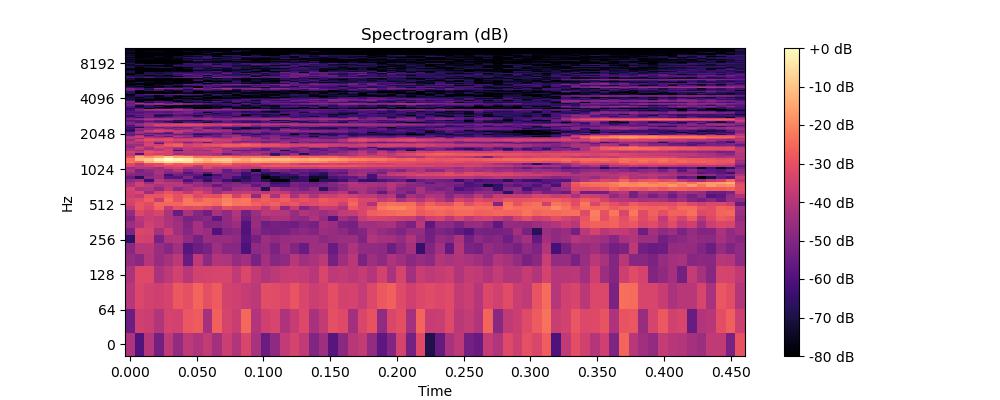 Spectrogram (dB)
Hz
8192
4096
2048
1024
512
256
128
64
0
0.000 0.050 0.100 0.150 0.200 0.250 0.300 0.350 0.400 0.450
Time
+0 dB
-10 dB
-20 dB
-30 dB
-40 dB
-50 dB
-60 dB
-70 dB
-80 dB